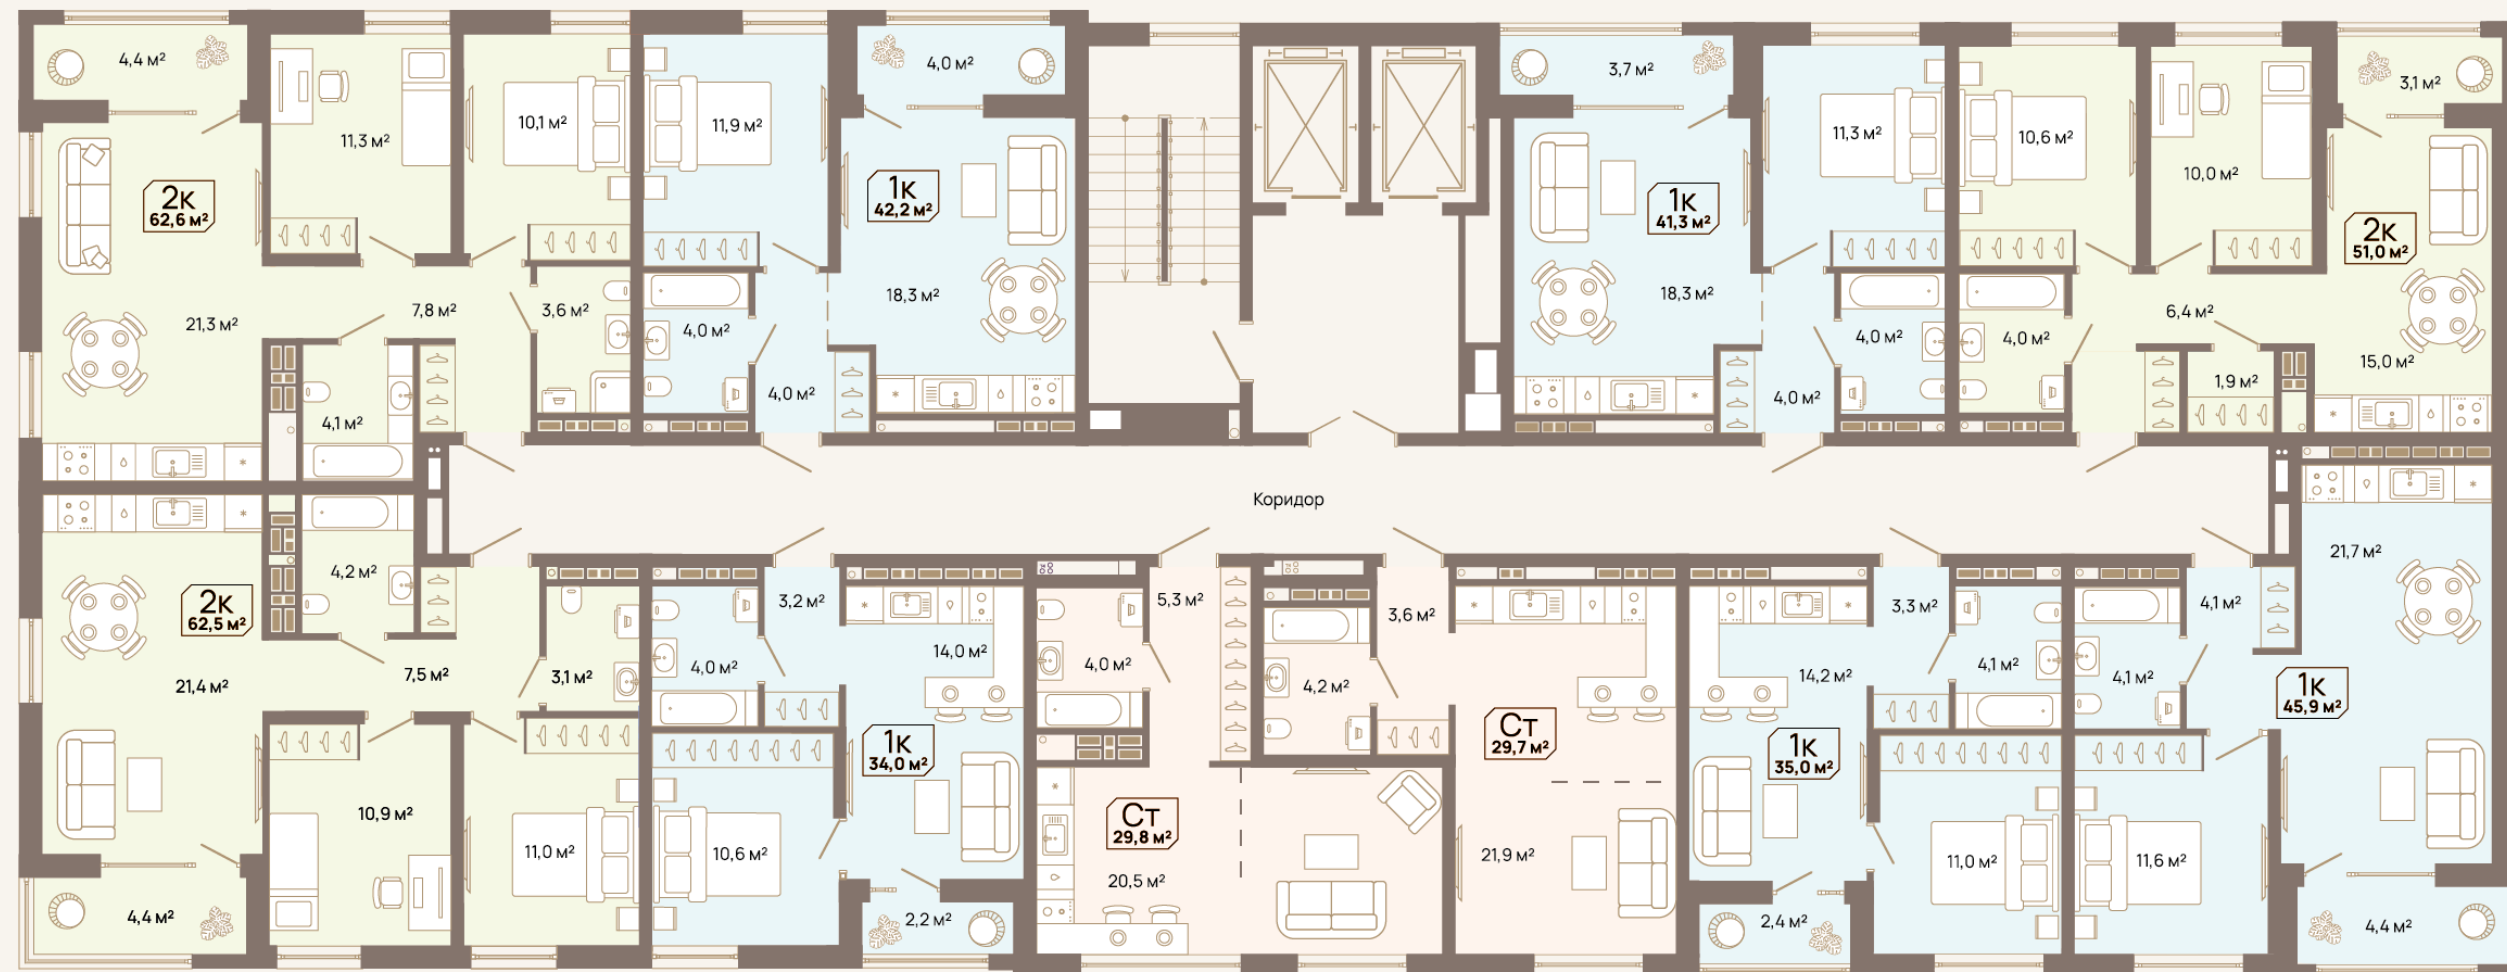 4,4 м²
11,3 м²
10,1 м²
11,9 м²
4,0 м²
2К
62,6 м²
1К
42,2 м²
21,3 м²
7,8 м²
3,6 м²
4,0 м²
18,3 м²
4,1 м²
4,0 м²
3,7 м²
11,3 м²
10,6 м²
10,0 м²
3,1 м²
1К
41,3 м²
2К
51,0 м²
18,3 м²
4,0 м²
4,0 м²
6,4 м²
15,0 м²
4,0 м²
1,9 м²
Коридор
4,2 м²
2К
62,5 м²
21,4 м²
7,5 м²
3,1 м²
10,9 м²
11,0 м²
4,4 м²
3,2 м²
4,0 м²
14,0 м²
1К
34,0 м²
10,6 м²
2,2 м²
5,3 м²
4,0 м²
Ст
29,8 м²
20,5 м²
3,6 м²
4,2 м²
Ст
29,7 м²
21,9 м²
3,3 м²
14,2 м²
4,1 м²
1К
35,0 м²
11,0 м²
2,4 м²
21,7 м²
4,1 м²
4,1 м²
1К
45,9 м²
11,6 м²
4,4 м²